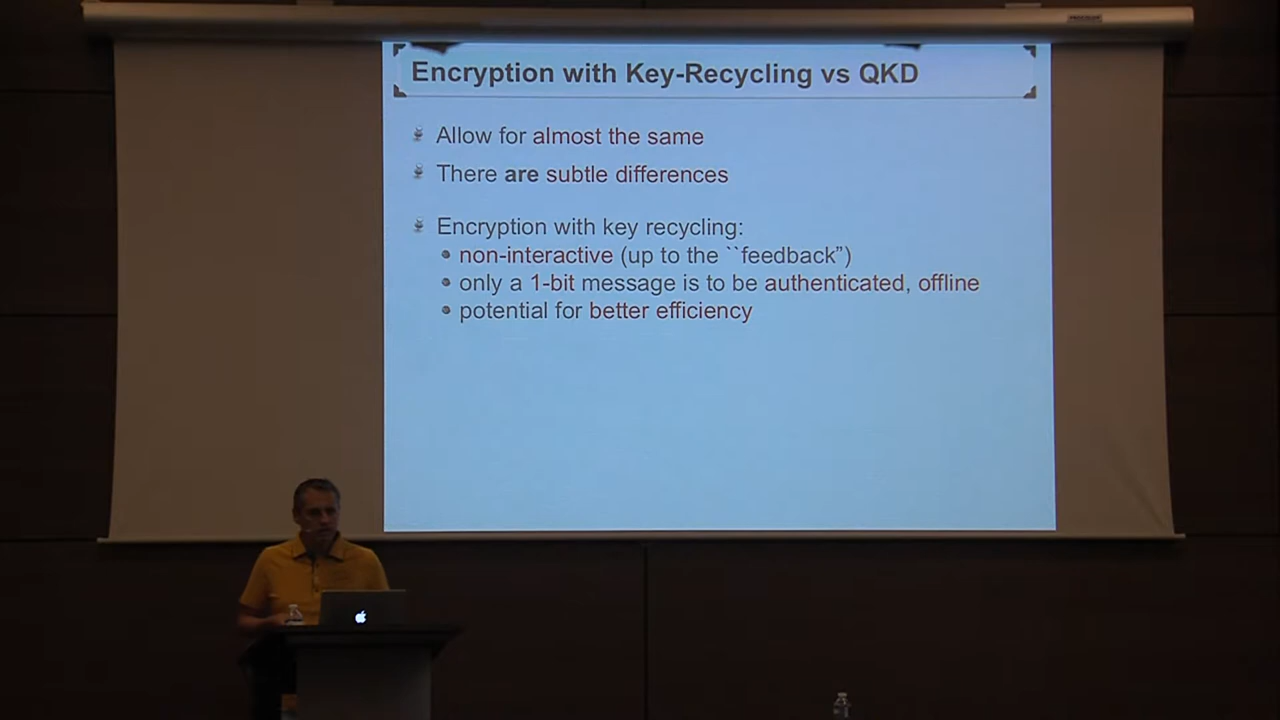 Encryption with Key-Recycling vs QKD
Allow for almost the same
There are subtle differences
Encryption with key recycling:
non-interactive (up to the ``feedback”)
only a 1-bit message is to be authenticated, offline
potential for better efficiency